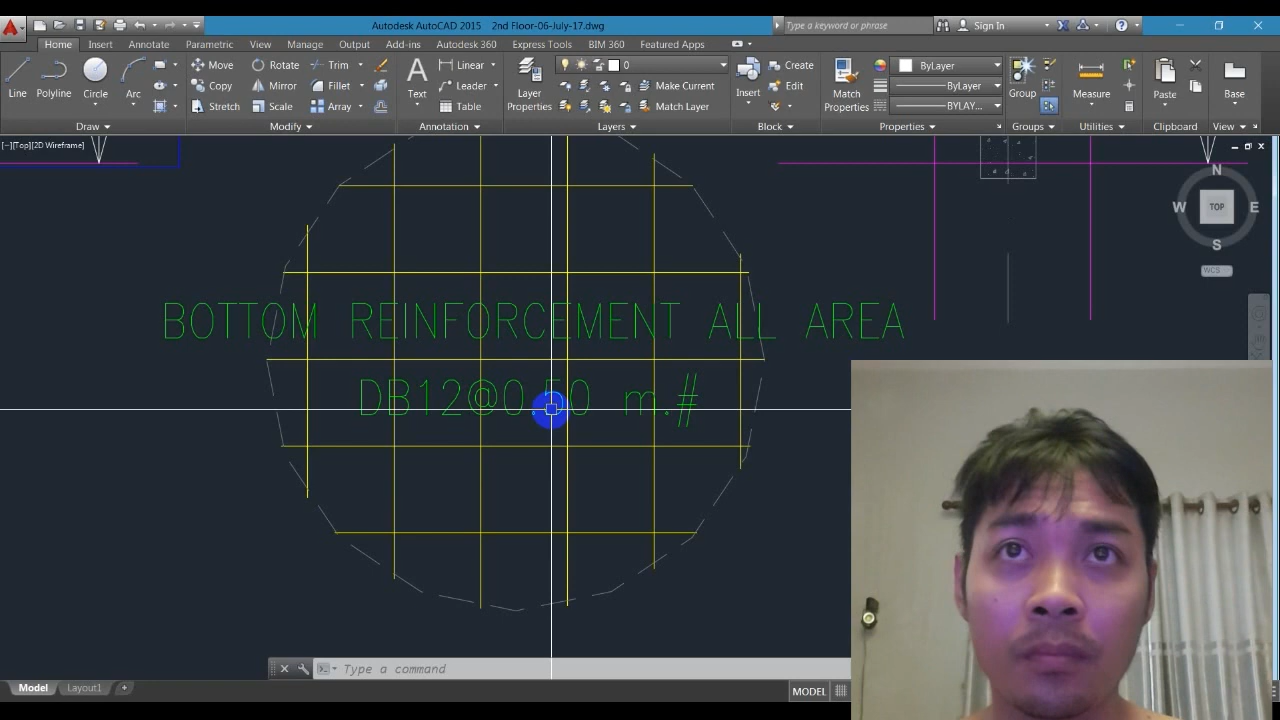 Autodesk AutoCAD 2015 2nd Floor-06-July-17.dwg
Type a keyword or phrase
Sign In
Home Insert Annotate Parametric View Manage Output Add-ins Autodesk 360 Express Tools BIM 360 Featured Apps
Line Polyline Circle Arc
Move Rotate Trim
Copy Mirror Fillet
Stretch Scale Array
Text
Linear
Leader
Table
Layer Properties
0
Make Current
Match Layer
Insert
Create
Edit
Match Properties
ByLayer
ByLayer
BYLAY...
Group
Measure
Paste
Base
Draw Modify Annotation Layers Block Properties Groups Utilities Clipboard View
[−][Top][2D Wireframe]
N
W TOP E
S
WCS
BOTTOM REINFORCEMENT ALL AREA
DB12@0.50 m.#
Type a command
Model Layout1 +
MODEL